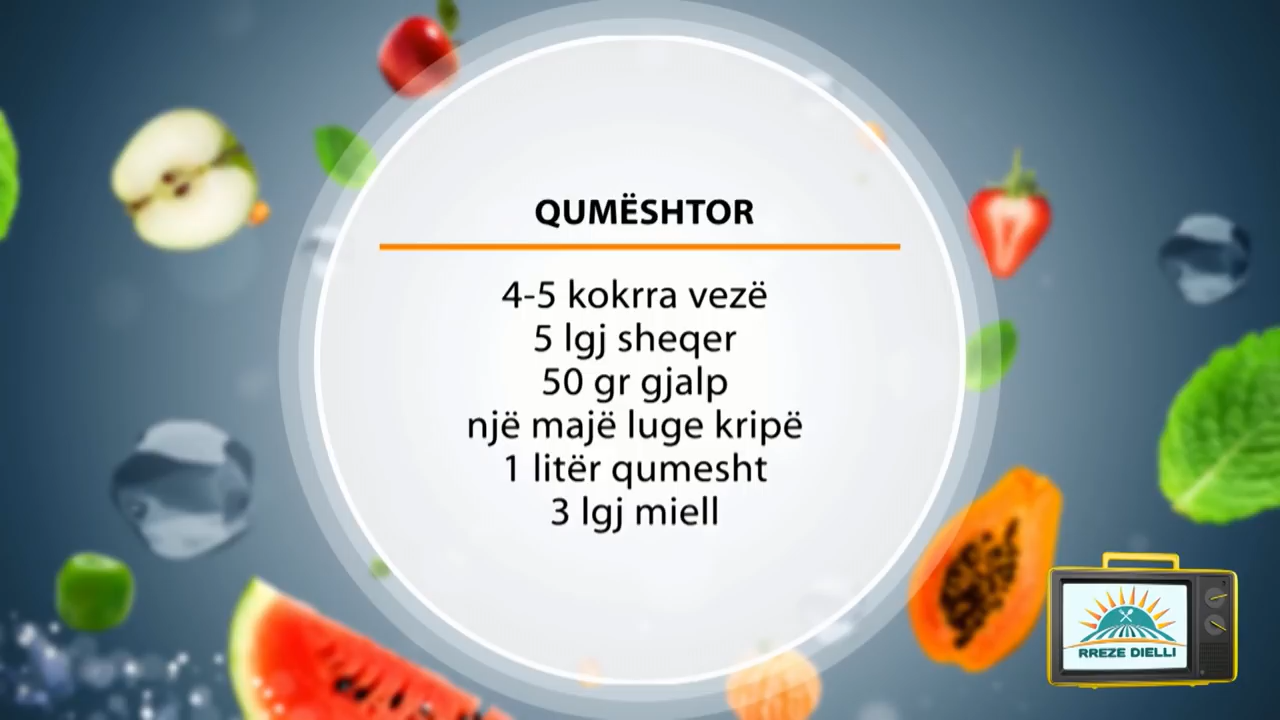 QUMËSHTOR
4-5 kokrra vezë
5 lgj sheqer
50 gr gjalp
një majë luge kripë
1 litër qumesht
3 lgj miell
RREZE DIELLI